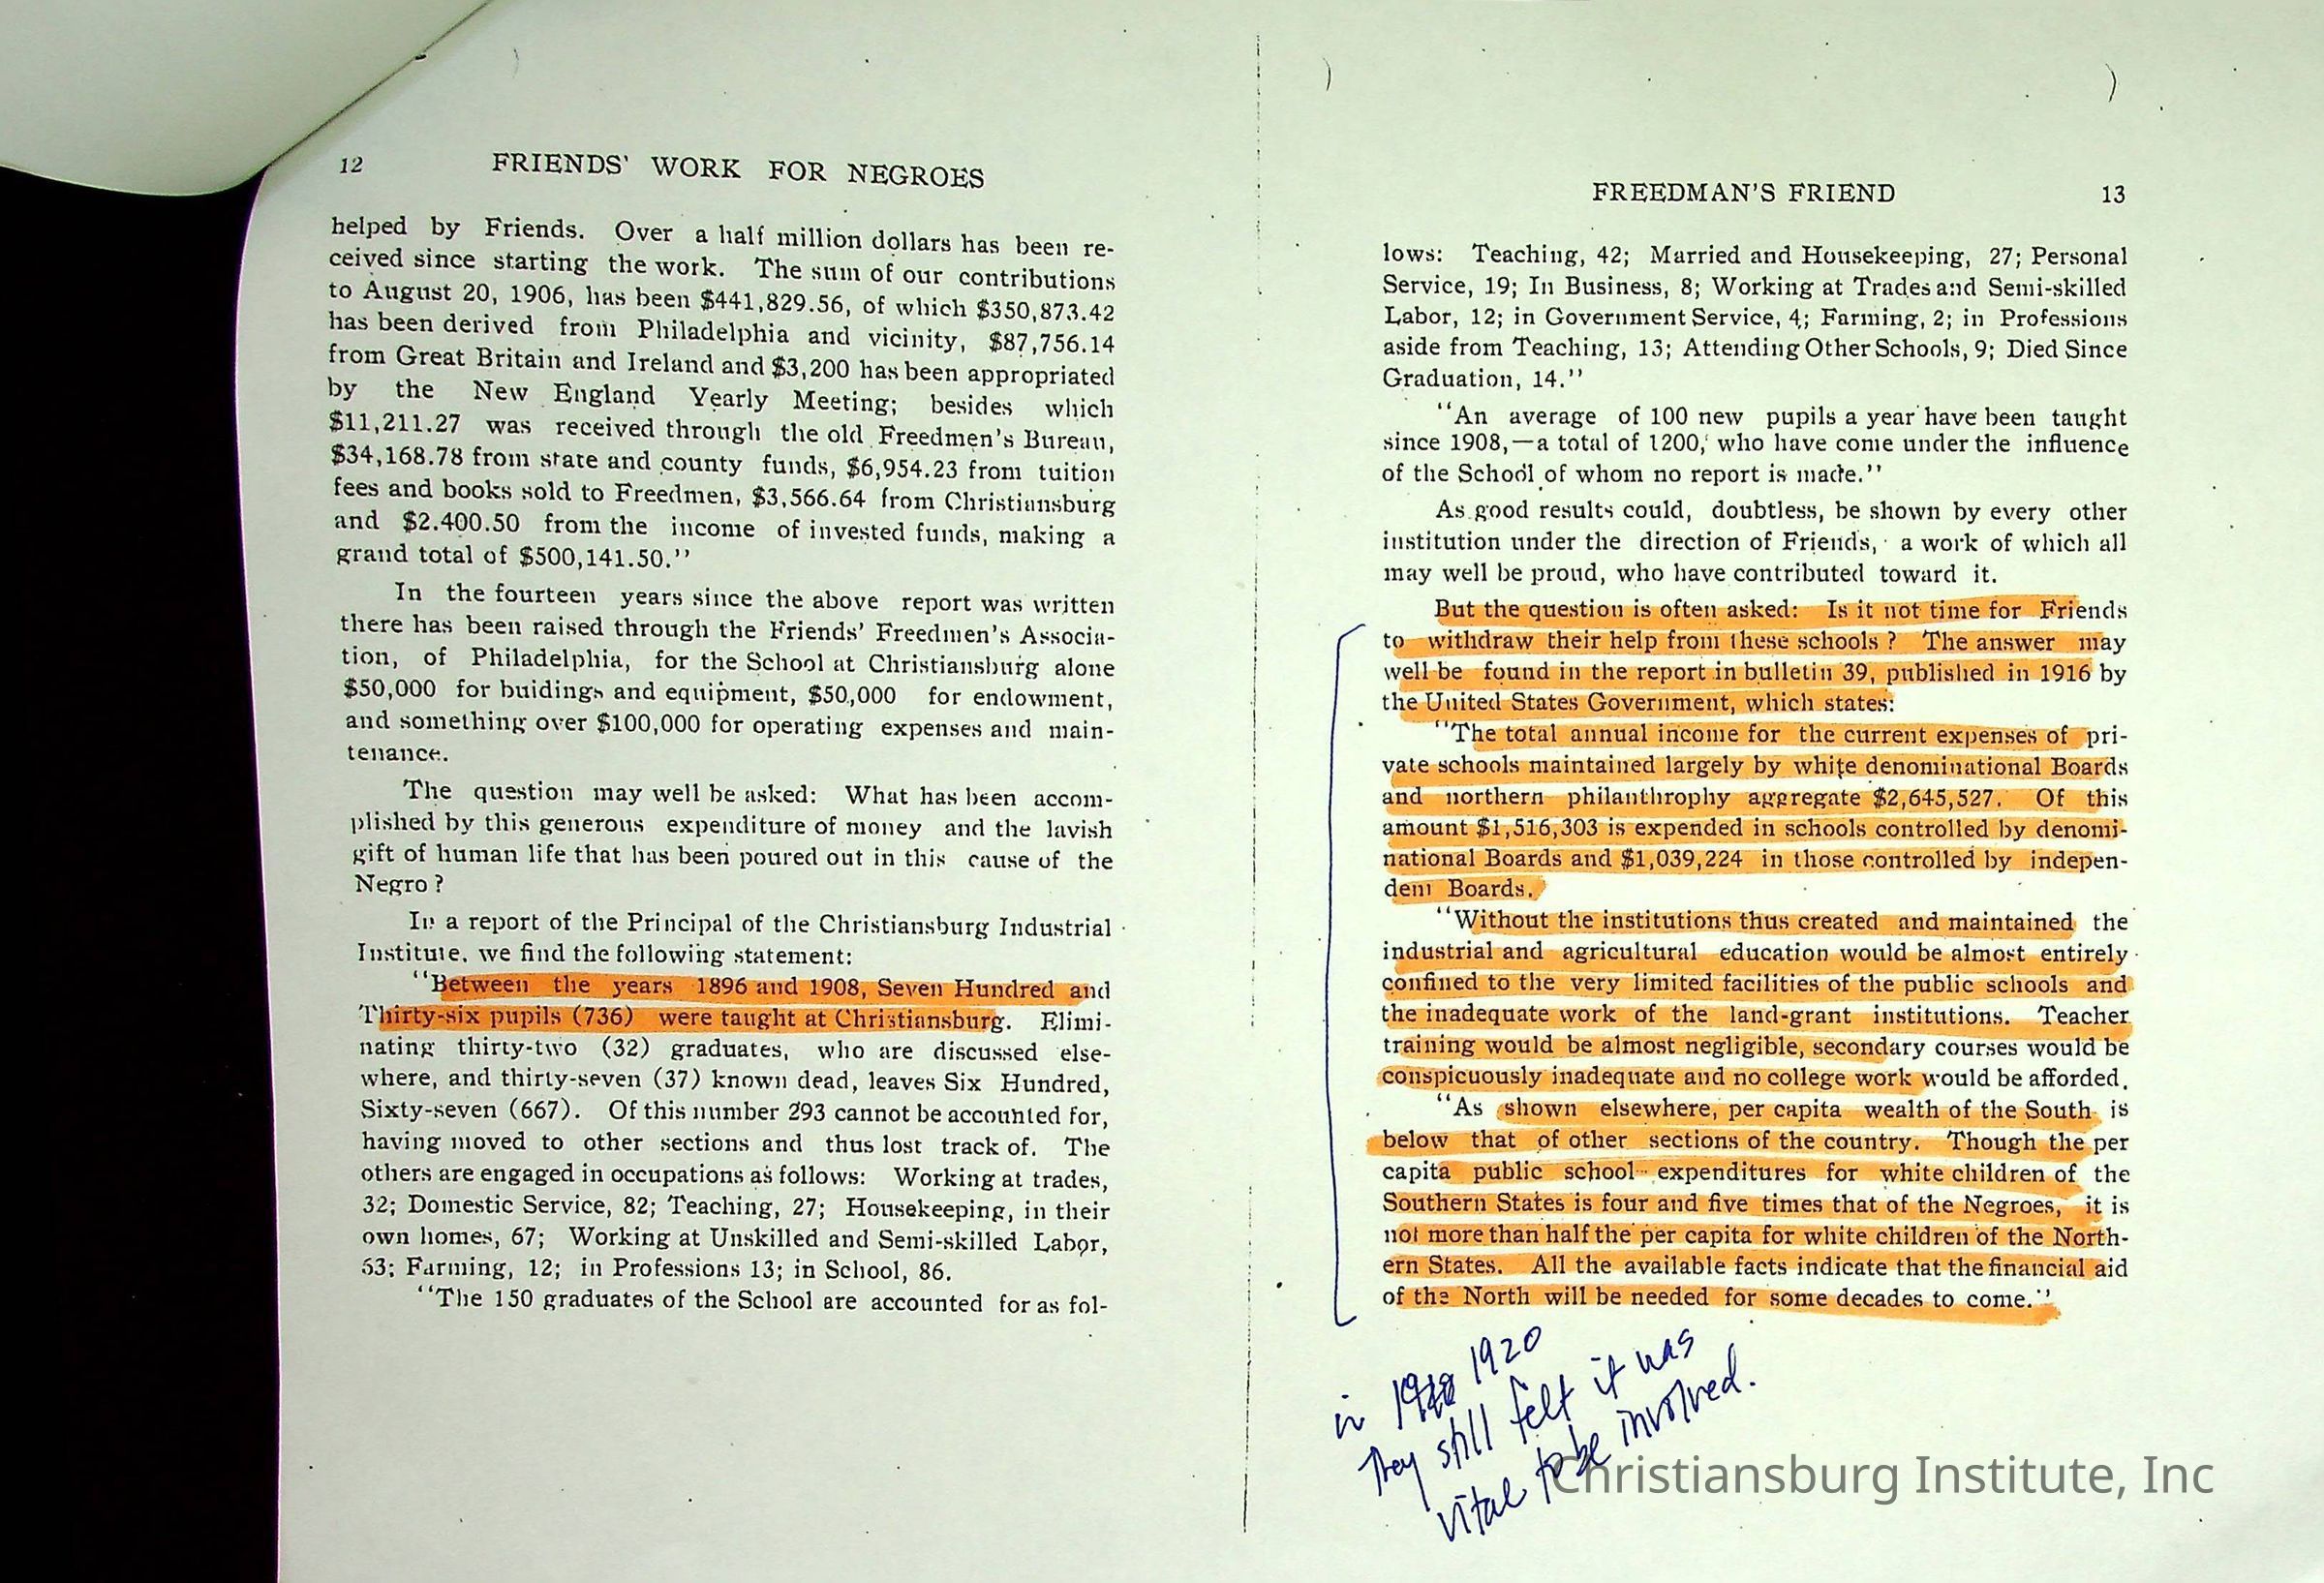 12 FRIENDS' WORK FOR NEGROES
helped by Friends. Over a half million dollars has been re-
ceived since starting the work. The sum of our contributions
to August 20, 1906, has been $441,829.56, of which $350,873.42
has been derived from Philadelphia and vicinity, $87,756.14
from Great Britain and Ireland and $3,200 has been appropriated
by the New England Yearly Meeting; besides which
$11,211.27 was received through the old Freedmen's Bureau,
$34,168.78 from state and county funds, $6,954.23 from tuition
fees and books sold to Freedmen, $3,566.64 from Christiansburg
and $2.400.50 from the income of invested funds, making a
grand total of $500,141.50.''
In the fourteen years since the above report was written
there has been raised through the Friends' Freedmen's Associa-
tion, of Philadelphia, for the School at Christiansburg alone
$50,000 for buidings and equipment, $50,000 for endowment,
and something over $100,000 for operating expenses and main-
tenance.
The question may well be asked: What has been accom-
plished by this generous expenditure of money and the lavish
gift of human life that has been poured out in this cause of the
Negro?
In a report of the Principal of the Christiansburg Industrial
Institute, we find the following statement:
''Between the years 1896 and 1908, Seven Hundred and
Thirty-six pupils (736) were taught at Christiansburg. Elimi-
nating thirty-two (32) graduates, who are discussed else-
where, and thirty-seven (37) known dead, leaves Six Hundred,
Sixty-seven (667). Of this number 293 cannot be accounted for,
having moved to other sections and thus lost track of. The
others are engaged in occupations as follows: Working at trades,
32; Domestic Service, 82; Teaching, 27; Housekeeping, in their
own homes, 67; Working at Unskilled and Semi-skilled Labor,
53; Farming, 12; in Professions 13; in School, 86.
''The 150 graduates of the School are accounted for as fol-
FREEDMAN'S FRIEND 13
lows: Teaching, 42; Married and Housekeeping, 27; Personal
Service, 19; In Business, 8; Working at Trades and Semi-skilled
Labor, 12; in Government Service, 4; Farming, 2; in Professions
aside from Teaching, 13; Attending Other Schools, 9; Died Since
Graduation, 14.''
''An average of 100 new pupils a year have been taught
since 1908,—a total of 1200, who have come under the influence
of the School of whom no report is made.''
As good results could, doubtless, be shown by every other
institution under the direction of Friends, a work of which all
may well be proud, who have contributed toward it.
But the question is often asked: Is it not time for Friends
to withdraw their help from these schools? The answer may
well be found in the report in bulletin 39, published in 1916 by
the United States Government, which states:
''The total annual income for the current expenses of pri-
vate schools maintained largely by white denominational Boards
and northern philanthrophy aggregate $2,645,527. Of this
amount $1,516,303 is expended in schools controlled by denomi-
national Boards and $1,039,224 in those controlled by indepen-
dent Boards.
''Without the institutions thus created and maintained the
industrial and agricultural education would be almost entirely
confined to the very limited facilities of the public schools and
the inadequate work of the land-grant institutions. Teacher
training would be almost negligible, secondary courses would be
conspicuously inadequate and no college work would be afforded.
''As shown elsewhere, per capita wealth of the South is
below that of other sections of the country. Though the per
capita public school expenditures for white children of the
Southern States is four and five times that of the Negroes, it is
not more than half the per capita for white children of the North-
ern States. All the available facts indicate that the financial aid
of the North will be needed for some decades to come.''
in 1920
they still felt it was
vital to be involved.
Christiansburg Institute, Inc